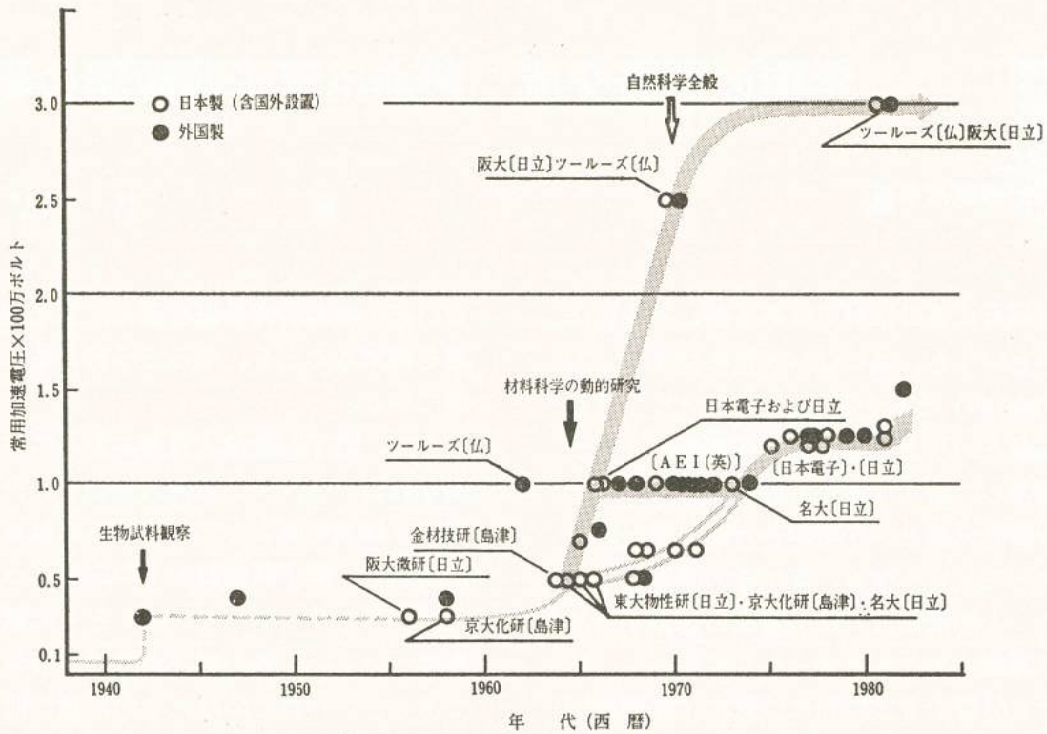 自然科学全般
3.0
○ 日本製 (含国外設置)
● 外国製
ツールーズ〔仏〕阪大〔日立〕
阪大〔日立〕ツールーズ〔仏〕
2.5
常用加速電圧×100万ボルト
2.0
1.5
材料科学の動的研究
日本電子および日立
ツールーズ〔仏〕
〔AEI(英)〕
〔日本電子〕・〔日立〕
1.0
名大〔日立〕
生物試料観察
金材技研〔島津〕
阪大微研〔日立〕
0.5
東大物性研〔日立〕・京大化研〔島津〕・名大〔日立〕
京大化研〔島津〕
0.1
1940 1950 1960 1970 1980
年 代 (西 暦)